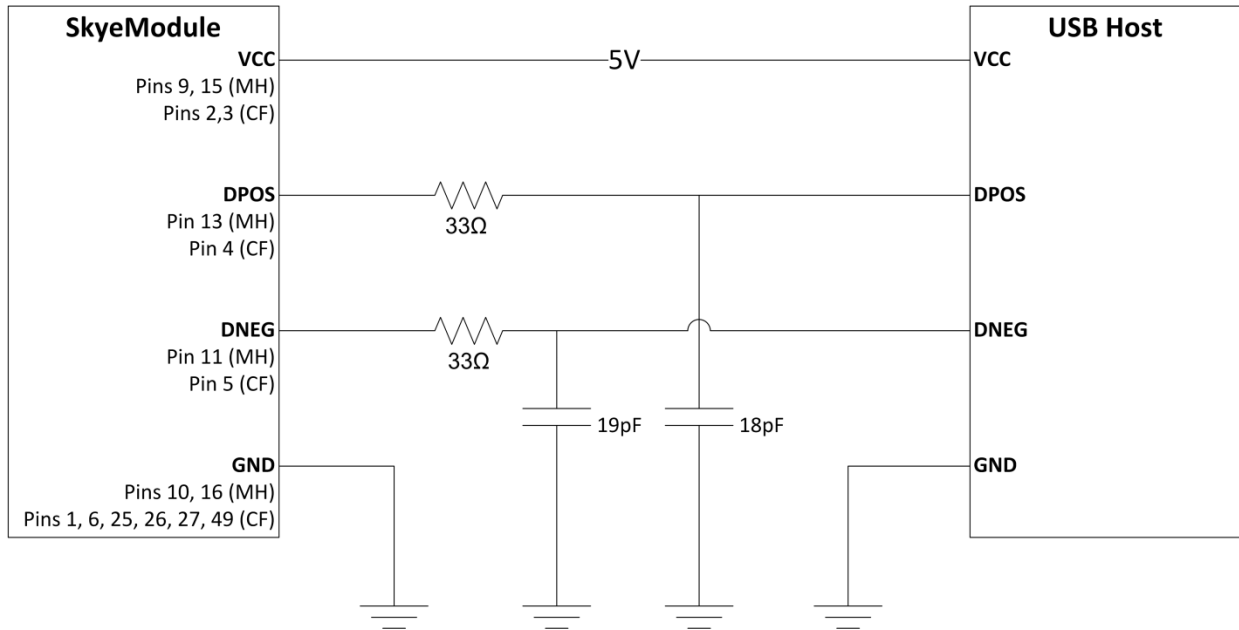 SkyeModule
VCC
Pins 9, 15 (MH)
Pins 2,3 (CF)
DPOS
Pin 13 (MH)
Pin 4 (CF)
DNEG
Pin 11 (MH)
Pin 5 (CF)
GND
Pins 10, 16 (MH)
Pins 1, 6, 25, 26, 27, 49 (CF)
5V
33Ω
33Ω
19pF
18pF
USB Host
VCC
DPOS
DNEG
GND